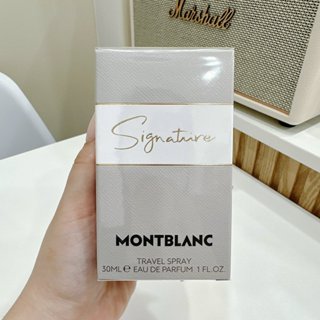 Marshall
Signature
MONTBLANC
TRAVEL SPRAY
30ML ℮ EAU DE PARFUM 1 FL.OZ.